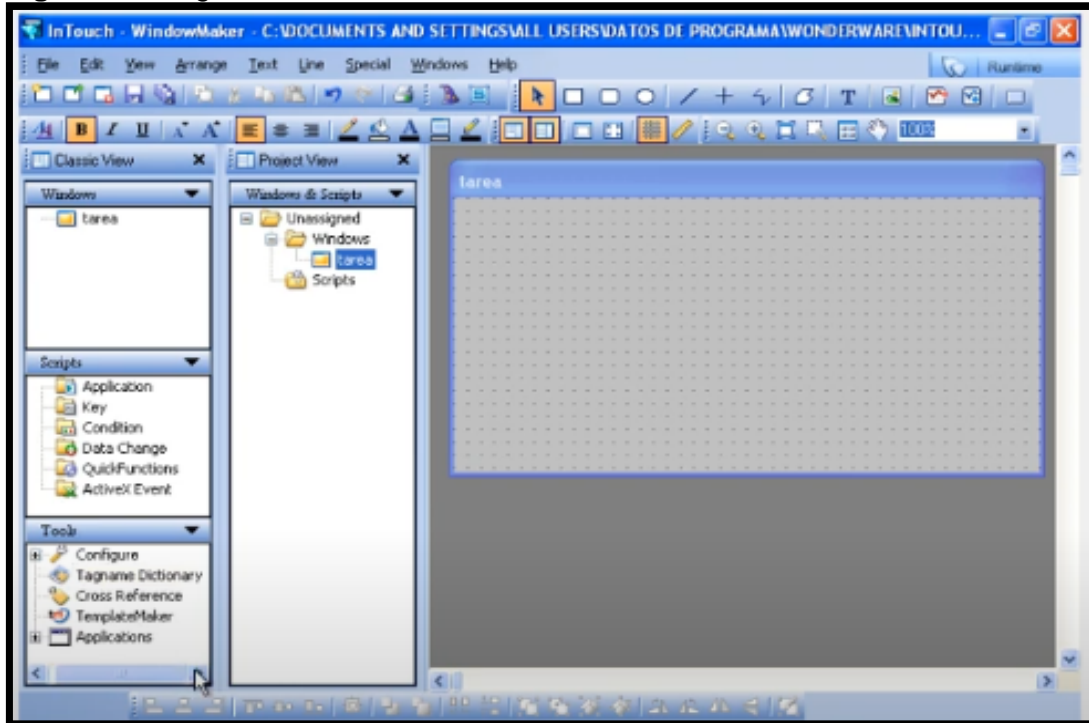 InTouch - WindowMaker - C:\DOCUMENTS AND SETTINGS\ALL USERS\DATOS DE PROGRAMA\WONDERWARE\INTOU...
File Edit View Arrange Text Line Special Windows Help
Runtime
B I U A A A T 100%
Classic View
Windows
tarea
Scripts
Application
Key
Condition
Data Change
QuickFunctions
ActiveX Event
Tools
Configure
Tagname Dictionary
Cross Reference
TemplateMaker
Applications
Project View
Windows & Scripts
Unassigned
Windows
tarea
Scripts
tarea